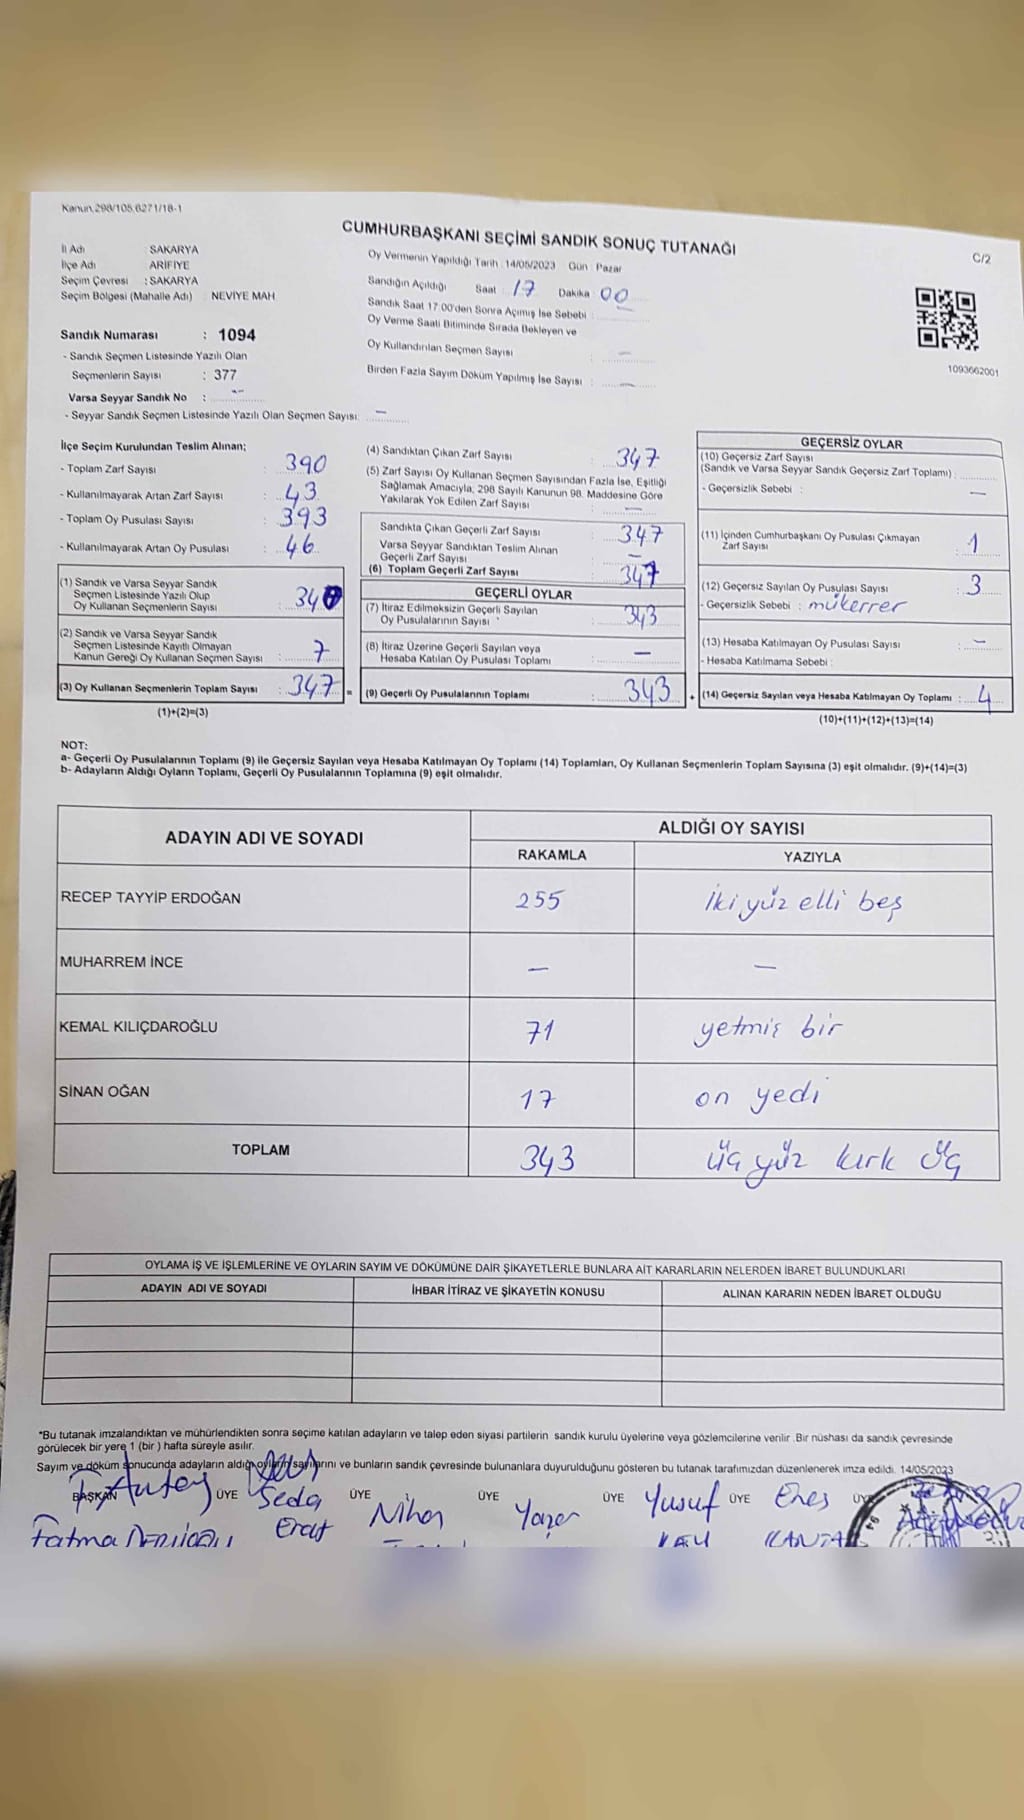 Kanun.298/105,6271/18-1
CUMHURBAŞKANI SEÇİMİ SANDIK SONUÇ TUTANAĞI
C/2
İl Adı : SAKARYA
İlçe Adı ARİFİYE
Seçim Çevresi : SAKARYA
Seçim Bölgesi (Mahalle Adı) : NEVİYE MAH
Oy Vermenin Yapıldığı Tarih : 14/05/2023 Gün : Pazar
Sandığın Açıldığı Saat : 17 Dakika : 00
Sandık Saat 17:00'den Sonra Açılmış İse Sebebi :
Oy Verme Saati Bitiminde Sırada Bekleyen ve
Oy Kullandırılan Seçmen Sayısı : —
Birden Fazla Sayım Döküm Yapılmış İse Sayısı : —
1093662001
Sandık Numarası : 1094
- Sandık Seçmen Listesinde Yazılı Olan
Seçmenlerin Sayısı : 377
Varsa Seyyar Sandık No : —
- Seyyar Sandık Seçmen Listesinde Yazılı Olan Seçmen Sayısı: —
İlçe Seçim Kurulundan Teslim Alınan;
- Toplam Zarf Sayısı : 390
- Kullanılmayarak Artan Zarf Sayısı : 43
- Toplam Oy Pusulası Sayısı : 393
- Kullanılmayarak Artan Oy Pusulası : 46
(1) Sandık ve Varsa Seyyar Sandık
Seçmen Listesinde Yazılı Olup
Oy Kullanan Seçmenlerin Sayısı :
(2) Sandık ve Varsa Seyyar Sandık
Seçmen Listesinde Kayıtlı Olmayan
Kanun Gereği Oy Kullanan Seçmen Sayısı : 7
(3) Oy Kullanan Seçmenlerin Toplam Sayısı : 347 =
(1)+(2)=(3)
(4) Sandıktan Çıkan Zarf Sayısı : 347
(5) Zarf Sayısı Oy Kullanan Seçmen Sayısından Fazla İse, Eşitliği
Sağlamak Amacıyla, 298 Sayılı Kanunun 98. Maddesine Göre
Yakılarak Yok Edilen Zarf Sayısı : —
Sandıkta Çıkan Geçerli Zarf Sayısı : 347
Varsa Seyyar Sandıktan Teslim Alınan
Geçerli Zarf Sayısı : —
(6) Toplam Geçerli Zarf Sayısı : 347
GEÇERLİ OYLAR
(7) İtiraz Edilmeksizin Geçerli Sayılan
Oy Pusulalarının Sayısı : 343
(8) İtiraz Üzerine Geçerli Sayılan veya
Hesaba Katılan Oy Pusulası Toplamı : —
(9) Geçerli Oy Pusulalarının Toplamı : 343 +
GEÇERSİZ OYLAR
(10) Geçersiz Zarf Sayısı
(Sandık ve Varsa Seyyar Sandık Geçersiz Zarf Toplamı) :
- Geçersizlik Sebebi : —
(11) İçinden Cumhurbaşkanı Oy Pusulası Çıkmayan
Zarf Sayısı : 1
(12) Geçersiz Sayılan Oy Pusulası Sayısı : 3
- Geçersizlik Sebebi : mükerrer
(13) Hesaba Katılmayan Oy Pusulası Sayısı : —
- Hesaba Katılmama Sebebi :
(14) Geçersiz Sayılan veya Hesaba Katılmayan Oy Toplamı : 4
(10)+(11)+(12)+(13)=(14)
NOT:
a- Geçerli Oy Pusulalarının Toplamı (9) ile Geçersiz Sayılan veya Hesaba Katılmayan Oy Toplamı (14) Toplamları, Oy Kullanan Seçmenlerin Toplam Sayısına (3) eşit olmalıdır. (9)+(14)=(3)
b- Adayların Aldığı Oyların Toplamı, Geçerli Oy Pusulalarının Toplamına (9) eşit olmalıdır.
ADAYIN ADI VE SOYADI
ALDIĞI OY SAYISI
RAKAMLA YAZIYLA
RECEP TAYYİP ERDOĞAN 255 iki yüz elli beş
MUHARREM İNCE — —
KEMAL KILIÇDAROĞLU 71 yetmiş bir
SİNAN OĞAN 17 on yedi
TOPLAM 343 üç yüz kırk üç
OYLAMA İŞ VE İŞLEMLERİNE VE OYLARIN SAYIM VE DÖKÜMÜNE DAİR ŞİKAYETLERLE BUNLARA AİT KARARLARIN NELERDEN İBARET BULUNDUKLARI
ADAYIN ADI VE SOYADI İHBAR İTİRAZ VE ŞİKAYETİN KONUSU ALINAN KARARIN NEDEN İBARET OLDUĞU
*Bu tutanak imzalandıktan ve mühürlendikten sonra seçime katılan adayların ve talep eden siyasi partilerin sandık kurulu üyelerine veya gözlemcilerine verilir .Bir nüshası da sandık çevresinde
görülecek bir yere 1 (bir ) hafta süreyle asılır.
Sayım ve döküm sonucunda adayların aldığı oyların sayılarını ve bunların sandık çevresinde bulunanlara duyurulduğunu gösteren bu tutanak tarafımızdan düzenlenerek imza edildi. 14/05/2023
BAŞKAN ÜYE ÜYE ÜYE ÜYE ÜYE ÜYE
Seda Nihan Yusuf Enes
Fatma